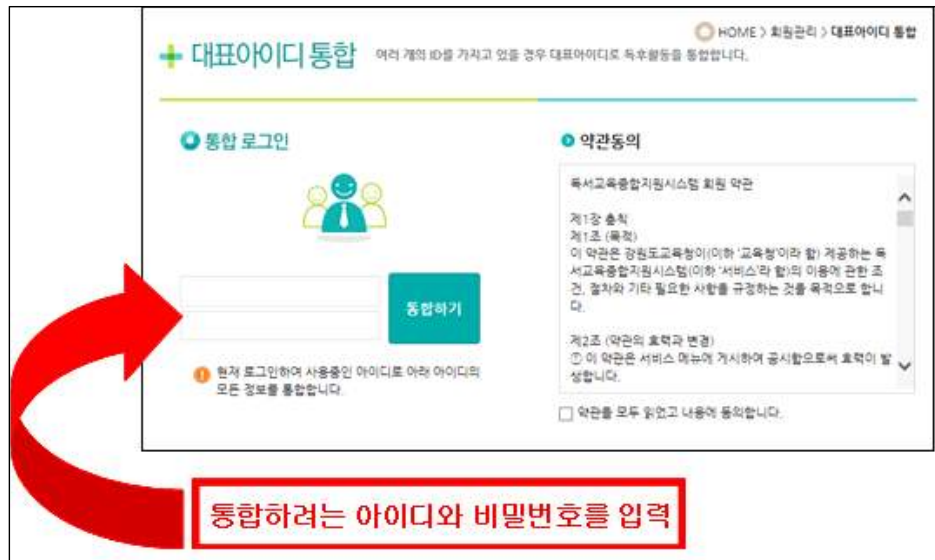 HOME > 회원관리 > 대표아이디 통합
대표아이디 통합
여러 개의 ID를 가지고 있을 경우 대표아이디로 독후활동을 통합합니다.
통합 로그인
통합하기
현재 로그인하여 사용중인 아이디로 아래 아이디의
모든 정보를 통합합니다.
약관동의
독서교육종합지원시스템 회원 약관
제1장 총칙
제1조 (목적)
이 약관은 강원도교육청이(이하 '교육청'이라 함) 제공하는 독
서교육종합지원시스템(이하 '서비스'라 함)의 이용에 관한 조
건, 절차와 기타 필요한 사항을 규정하는 것을 목적으로 합니
다.
제2조 (약관의 효력과 변경)
① 이 약관은 서비스 메뉴에 게시하여 공시함으로써 효력이 발
생합니다.
약관을 모두 읽었고 내용에 동의합니다.
통합하려는 아이디와 비밀번호를 입력